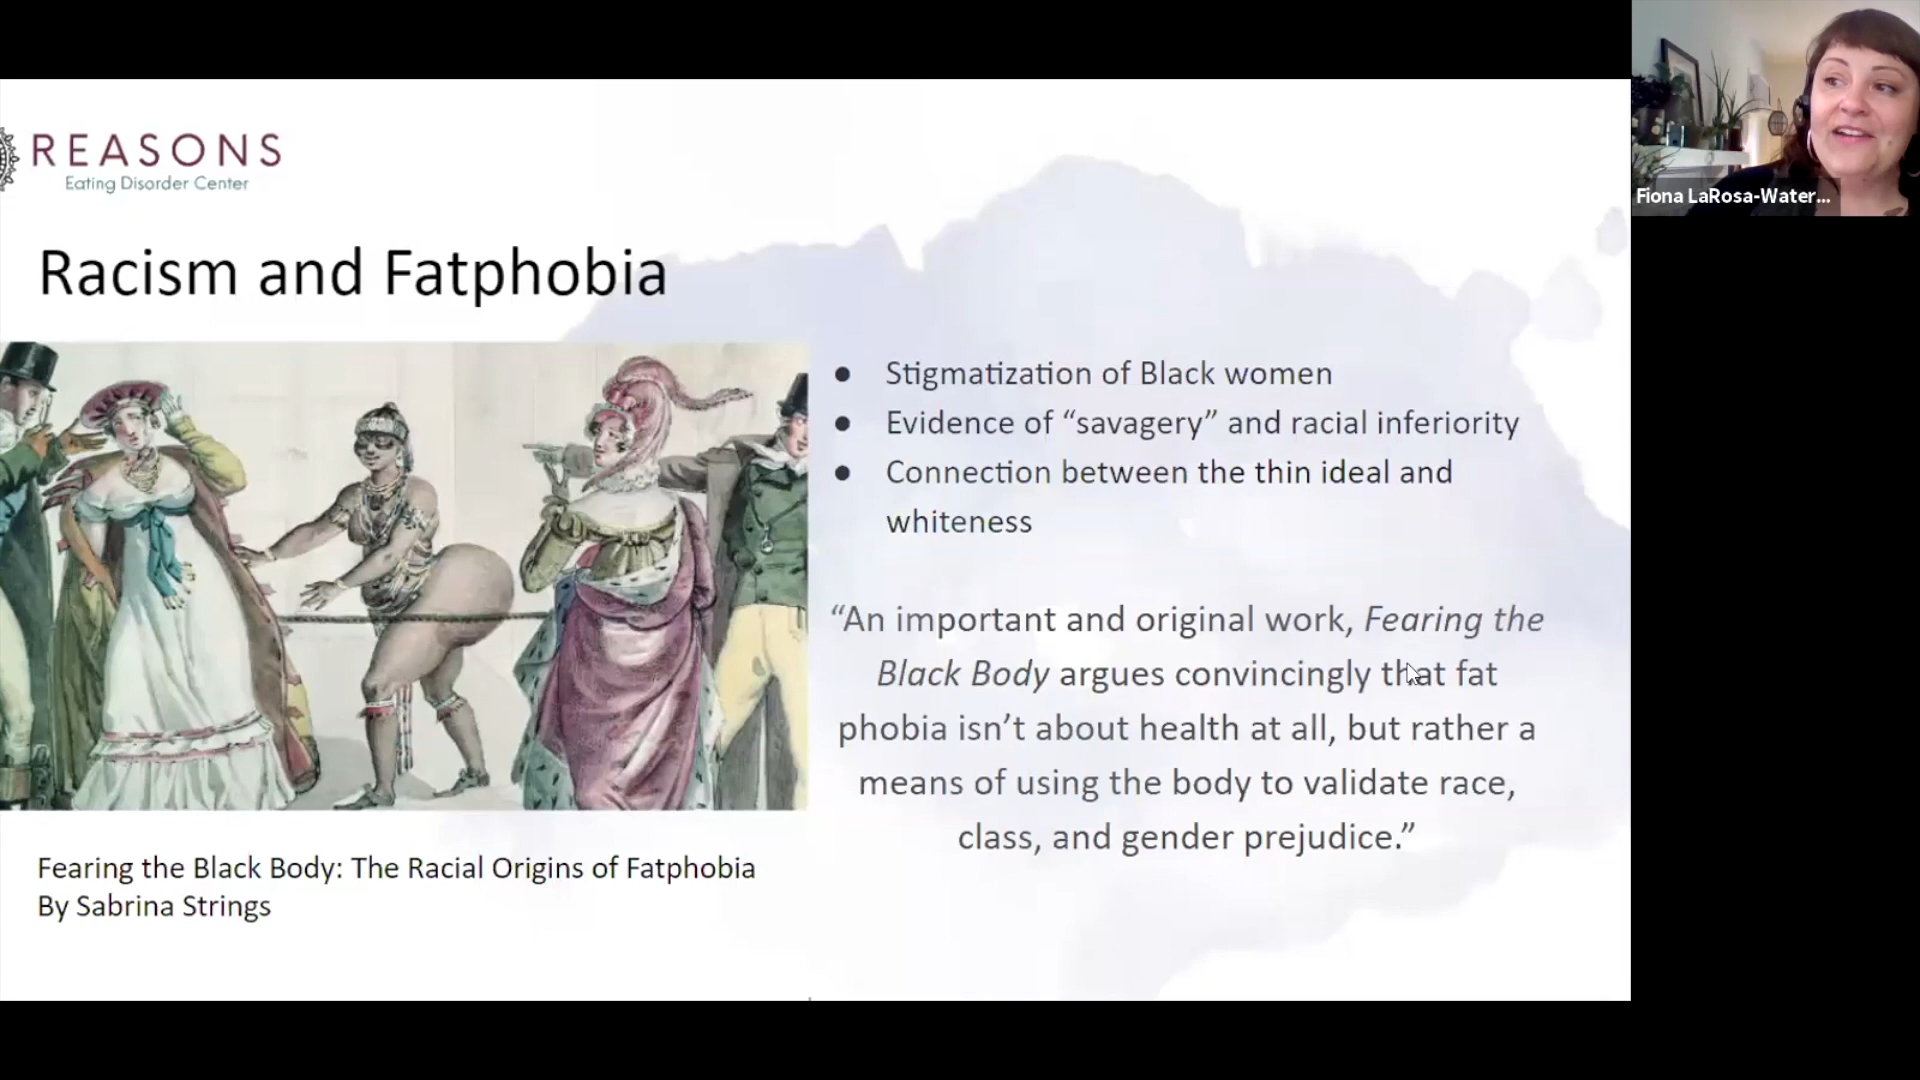 REASONS
Eating Disorder Center
Fiona LaRosa-Water...
Racism and Fatphobia
● Stigmatization of Black women
● Evidence of “savagery” and racial inferiority
● Connection between the thin ideal and
whiteness
“An important and original work, Fearing the
Black Body argues convincingly that fat
phobia isn’t about health at all, but rather a
means of using the body to validate race,
class, and gender prejudice.”
Fearing the Black Body: The Racial Origins of Fatphobia
By Sabrina Strings